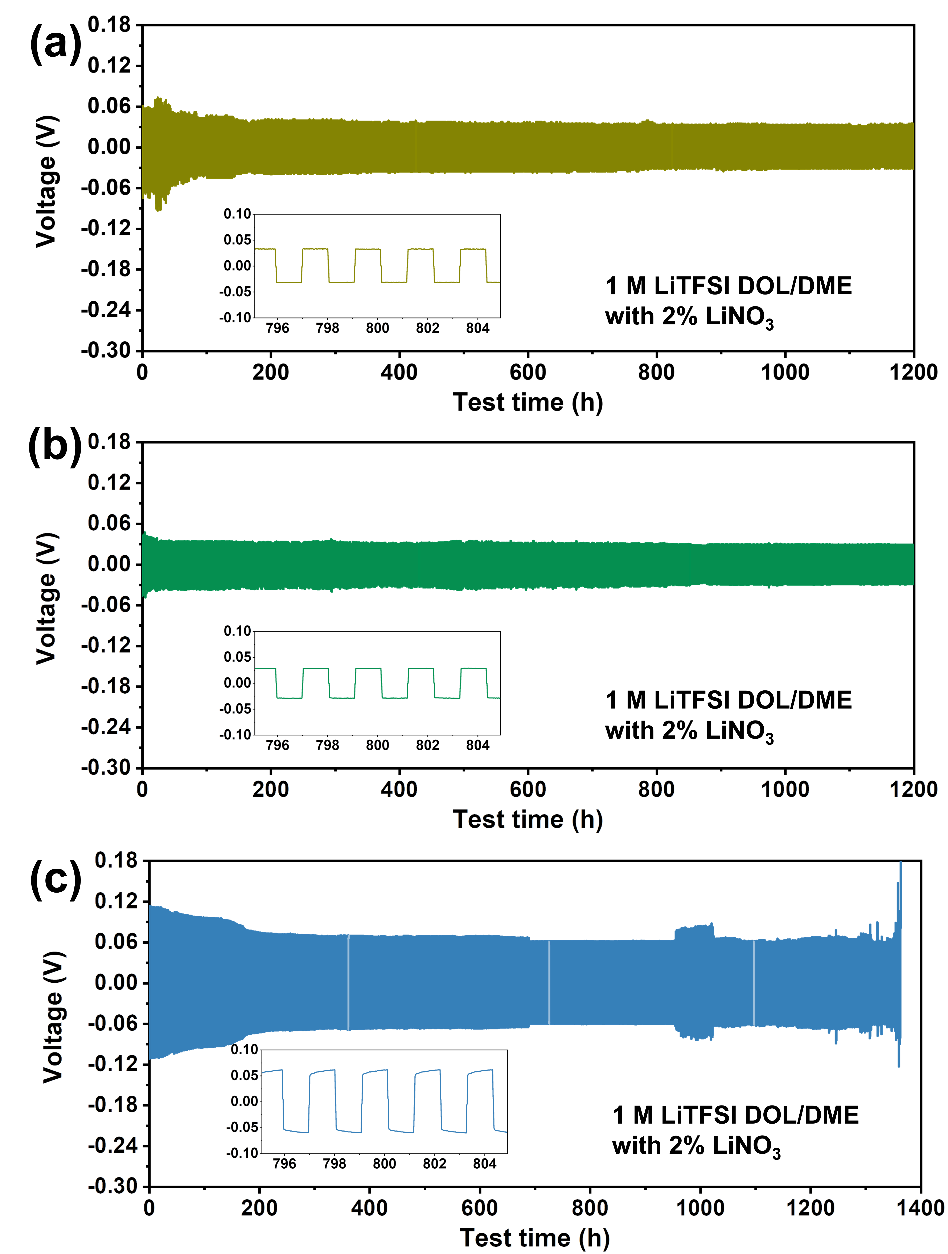 (a)
Voltage (V)
0.18
0.12
0.06
0.00
-0.06
-0.12
-0.18
-0.24
-0.30
0.10
0.05
0.00
-0.05
-0.10
796 798 800 802 804
1 M LiTFSI DOL/DME
with 2% LiNO₃
0 200 400 600 800 1000 1200
Test time (h)
(b)
Voltage (V)
0.18
0.12
0.06
0.00
-0.06
-0.12
-0.18
-0.24
-0.30
0.10
0.05
0.00
-0.05
-0.10
796 798 800 802 804
1 M LiTFSI DOL/DME
with 2% LiNO₃
0 200 400 600 800 1000 1200
Test time (h)
(c)
Voltage (V)
0.18
0.12
0.06
0.00
-0.06
-0.12
-0.18
-0.24
-0.30
0.10
0.05
0.00
-0.05
-0.10
796 798 800 802 804
1 M LiTFSI DOL/DME
with 2% LiNO₃
0 200 400 600 800 1000 1200 1400
Test time (h)